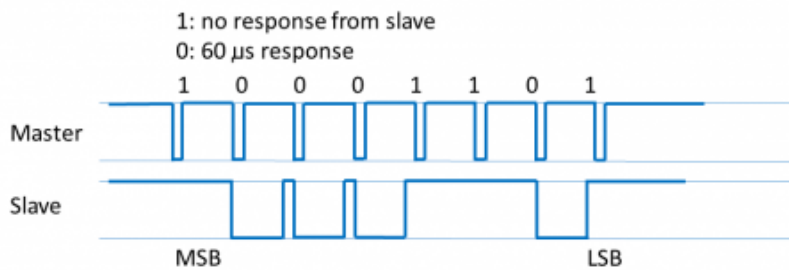 1: no response from slave
0: 60 µs response
1 0 0 0 1 1 0 1
Master
Slave
MSB LSB